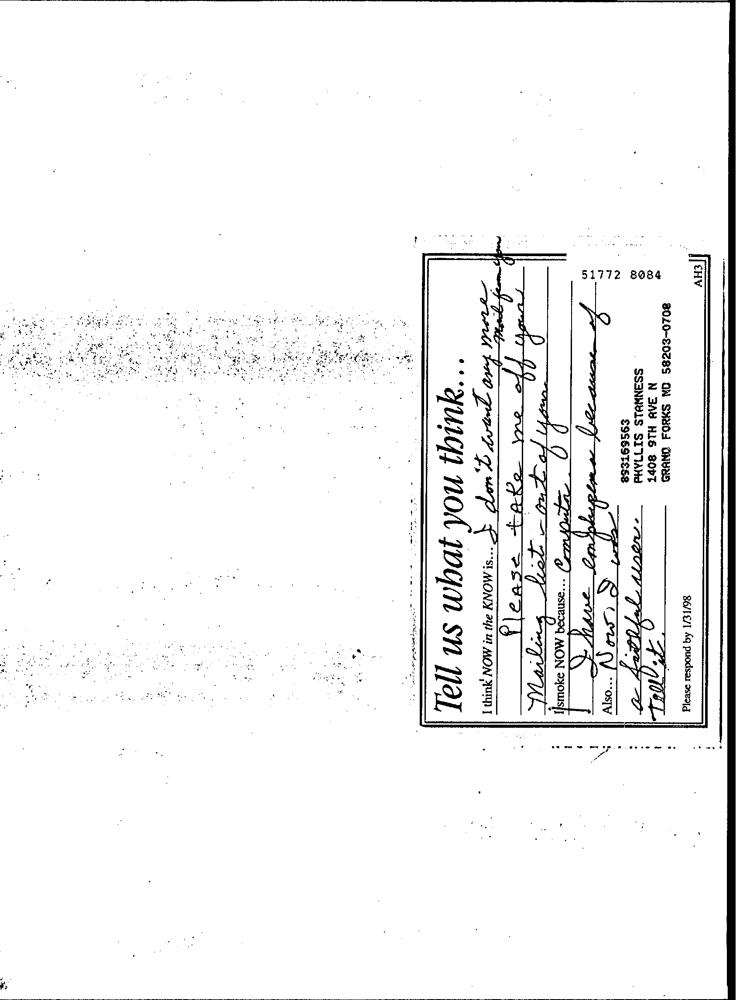 Tell us what you think...
I think NOW in the KNOW is... I don't want any more
mail from you
Please take me off your
Mailing list - out of your
I smoke NOW because... Computer.
I have emphysema because of
Also... Now, I was
a faithful user.
Tell it.
51772 8084
893169563
PHYLLIS STAMNESS
1408 9TH AVE N
GRAND FORKS ND 58203-0708
Please respond by 1/31/98
AH3